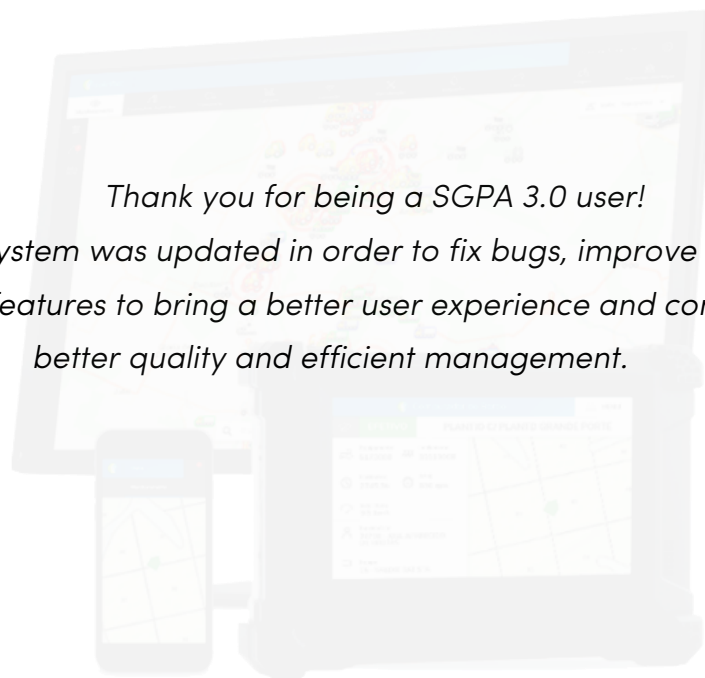 Thank you for being a SGPA 3.0 user!
ystem was updated in order to fix bugs, improve
eatures to bring a better user experience and co
better quality and efficient management.